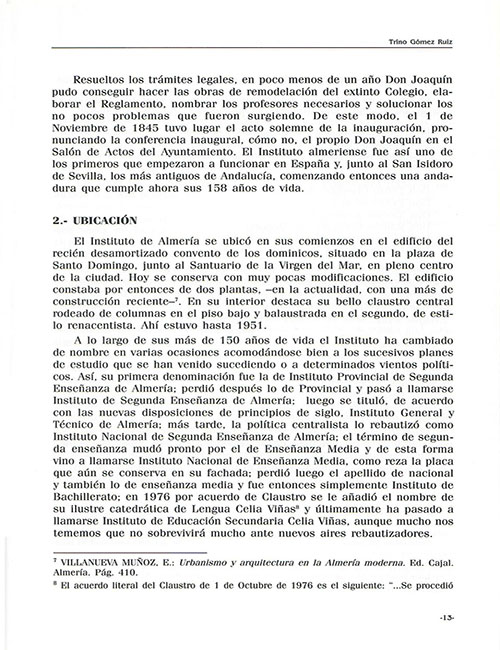 Trino Gómez Ruiz
Resueltos los trámites legales, en poco menos de un año Don Joaquín
pudo conseguir hacer las obras de remodelación del extinto Colegio, ela-
borar el Reglamento, nombrar los profesores necesarios y solucionar los
no pocos problemas que fueron surgiendo. De este modo, el 1 de
Noviembre de 1845 tuvo lugar el acto solemne de la inauguración, pro-
nunciando la conferencia inaugural, cómo no, el propio Don Joaquín en el
Salón de Actos del Ayuntamiento. El Instituto almeriense fue así uno de
los primeros que empezaron a funcionar en España y, junto al San Isidoro
de Sevilla, los más antiguos de Andalucía, comenzando entonces una anda-
dura que cumple ahora sus 158 años de vida.
2.- UBICACIÓN
El Instituto de Almería se ubicó en sus comienzos en el edificio del
recién desamortizado convento de los dominicos, situado en la plaza de
Santo Domingo, junto al Santuario de la Virgen del Mar, en pleno centro
de la ciudad. Hoy se conserva con muy pocas modificaciones. El edificio
constaba por entonces de dos plantas, —en la actualidad, con una más de
construcción reciente—⁷. En su interior destaca su bello claustro central
rodeado de columnas en el piso bajo y balaustrada en el segundo, de esti-
lo renacentista. Ahí estuvo hasta 1951.
A lo largo de sus más de 150 años de vida el Instituto ha cambiado
de nombre en varias ocasiones acomodándose bien a los sucesivos planes
de estudio que se han venido sucediendo o a determinados vientos políti-
cos. Así, su primera denominación fue la de Instituto Provincial de Segunda
Enseñanza de Almería; perdió después lo de Provincial y pasó a llamarse
Instituto de Segunda Enseñanza de Almería; luego se tituló, de acuerdo
con las nuevas disposiciones de principios de siglo, Instituto General y
Técnico de Almería; más tarde, la política centralista lo rebautizó como
Instituto Nacional de Segunda Enseñanza de Almería; el término de segun-
da enseñanza mudó pronto por el de Enseñanza Media y de esta forma
vino a llamarse Instituto Nacional de Enseñanza Media, como reza la placa
que aún se conserva en su fachada; perdió luego el apellido de nacional
y también lo de enseñanza media y fue entonces simplemente Instituto de
Bachillerato; en 1976 por acuerdo de Claustro se le añadió el nombre de
su ilustre catedrática de Lengua Celia Viñas⁸ y últimamente ha pasado a
llamarse Instituto de Educación Secundaria Celia Viñas, aunque mucho nos
tememos que no sobrevivirá mucho ante nuevos aires rebautizadores.
⁷ VILLANUEVA MUÑOZ, E.: Urbanismo y arquitectura en la Almería moderna. Ed. Cajal.
Almería. Pág. 410.
⁸ El acuerdo literal del Claustro de 1 de Octubre de 1976 es el siguiente: "...Se procedió
-13-